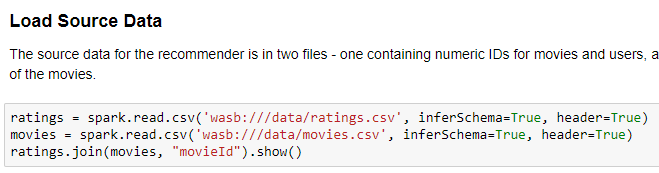 Load Source Data
The source data for the recommender is in two files - one containing numeric IDs for movies and users, a
of the movies.
ratings = spark.read.csv('wasb:///data/ratings.csv', inferSchema=True, header=True)
movies = spark.read.csv('wasb:///data/movies.csv', inferSchema=True, header=True)
ratings.join(movies, "movieId").show()